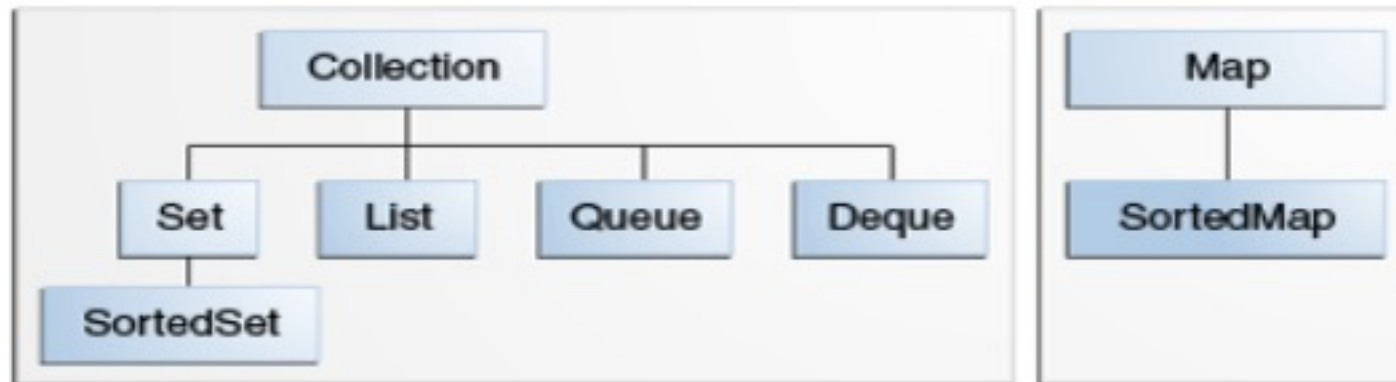 Collection
Map
Set
List
Queue
Deque
SortedMap
SortedSet